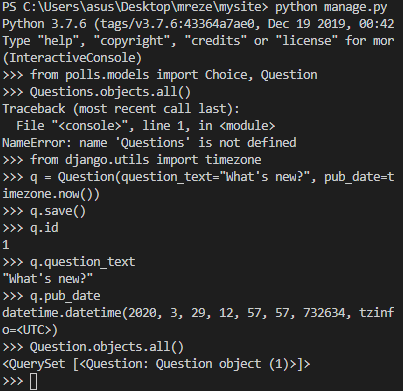 PS C:\Users\asus\Desktop\mreze\mysite> python manage.py
Python 3.7.6 (tags/v3.7.6:43364a7ae0, Dec 19 2019, 00:42
Type "help", "copyright", "credits" or "license" for mor
(InteractiveConsole)
>>> from polls.models import Choice, Question
>>> Questions.objects.all()
Traceback (most recent call last):
  File "<console>", line 1, in <module>
NameError: name 'Questions' is not defined
>>> from django.utils import timezone
>>> q = Question(question_text="What's new?", pub_date=t
imezone.now())
>>> q.save()
>>> q.id
1
>>> q.question_text
"What's new?"
>>> q.pub_date
datetime.datetime(2020, 3, 29, 12, 57, 57, 732634, tzinf
o=<UTC>)
>>> Question.objects.all()
<QuerySet [<Question: Question object (1)>]>
>>>